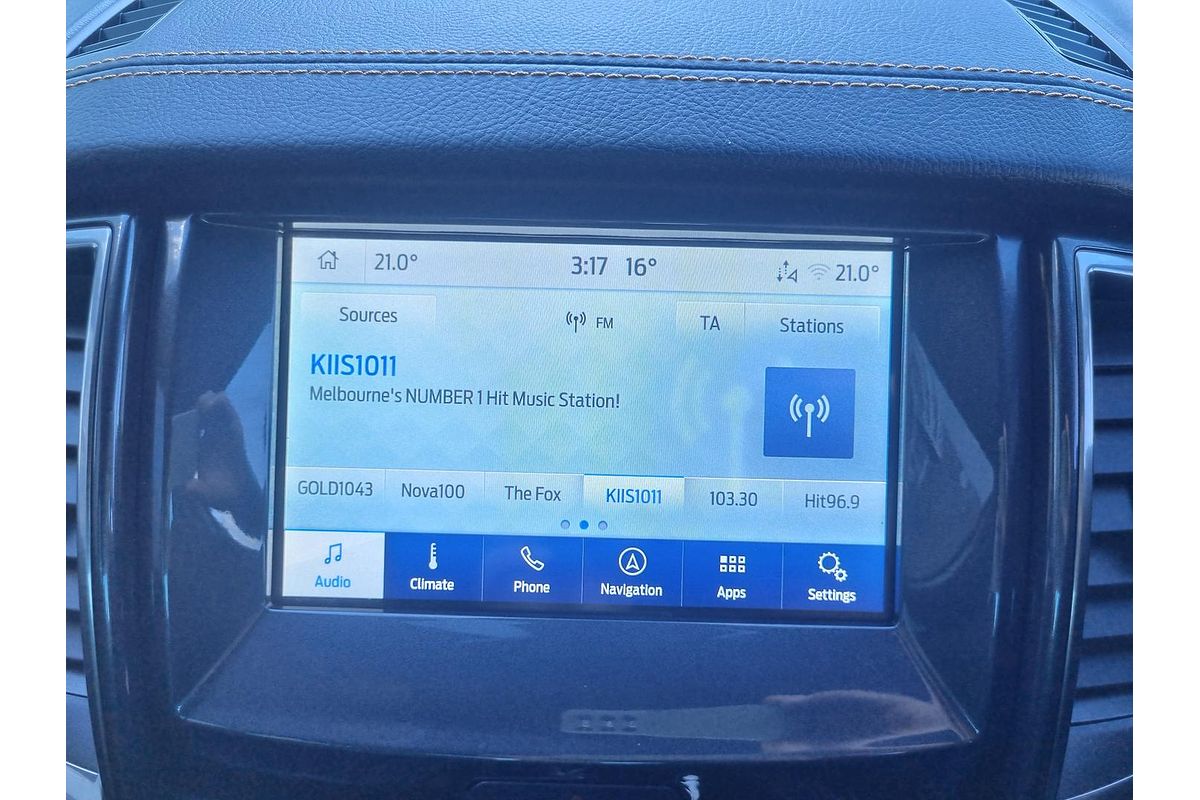 21.0° 3:17 16° 21.0°
Sources FM TA Stations
KIIS1011
Melbourne's NUMBER 1 Hit Music Station!
GOLD1043 Nova100 The Fox KIIS1011 103.30 Hit96.9
Audio Climate Phone Navigation Apps Settings